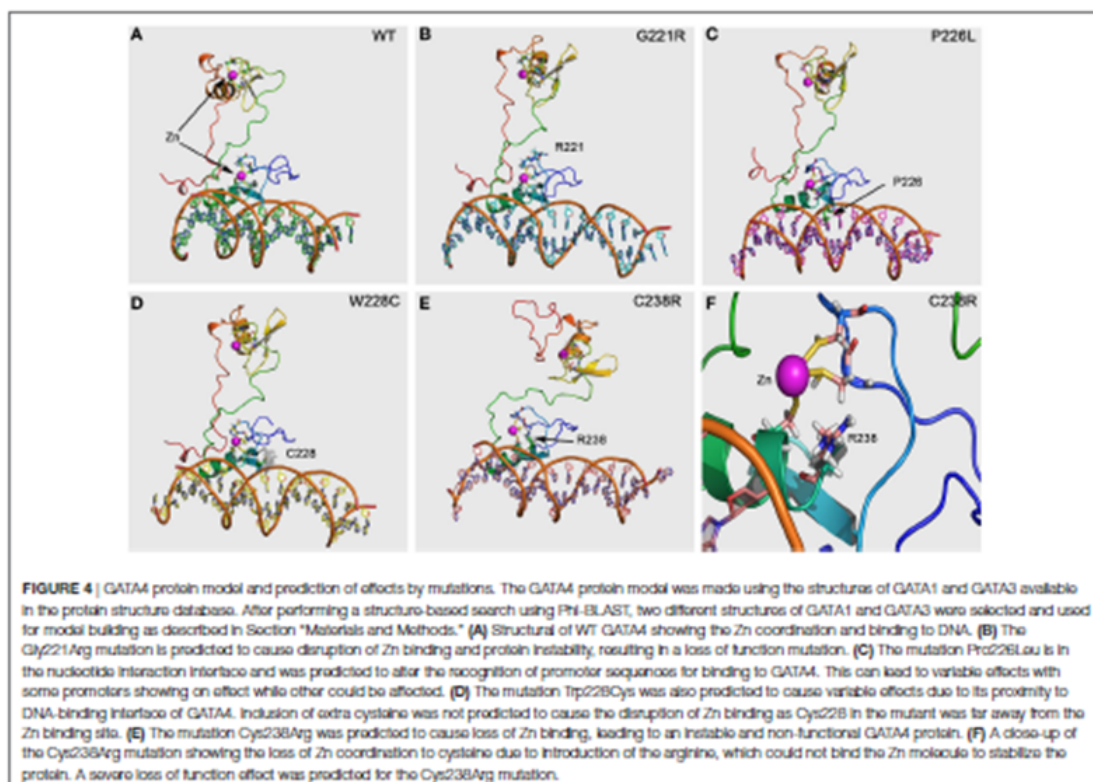 A WT
B G221R
C P226L
Zn
R221
P226
D W228C
E C238R
F C238R
C228
R238
Zn
R238
FIGURE 4 | GATA4 protein model and prediction of effects by mutations. The GATA4 protein model was made using the structures of GATA1 and GATA3 available
in the protein structure database. After performing a structure-based search using Phi-BLAST, two different structures of GATA1 and GATA3 were selected and used
for model building as described in Section "Materials and Methods." (A) Structural of WT GATA4 showing the Zn coordination and binding to DNA. (B) The
Gly221Arg mutation is predicted to cause disruption of Zn binding and protein instability, resulting in a loss of function mutation. (C) The mutation Pro226Leu is in
the nucleotide interaction interface and was predicted to alter the recognition of promoter sequences for binding to GATA4. This can lead to variable effects with
some promoters showing on effect while other could be affected. (D) The mutation Trp228Cys was also predicted to cause variable effects due to its proximity to
DNA-binding interface of GATA4. Inclusion of extra cysteine was not predicted to cause the disruption of Zn binding as Cys228 in the mutant was far away from the
Zn binding site. (E) The mutation Cys238Arg was predicted to cause loss of Zn binding, leading to an instable and non-functional GATA4 protein. (F) A close-up of
the Cys238Arg mutation showing the loss of Zn coordination to cysteine due to introduction of the arginine, which could not bind the Zn molecule to stabilize the
protein. A severe loss of function effect was predicted for the Cys238Arg mutation.